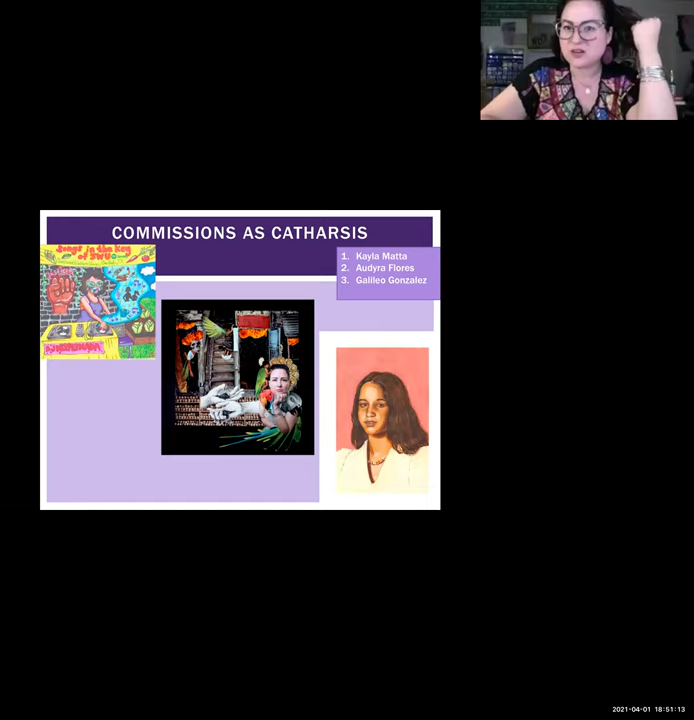 COMMISSIONS AS CATHARSIS
Songs in the Key
of SWU
1. Kayla Matta
2. Audyra Flores
3. Galileo Gonzalez
2021-04-01 18:51:13